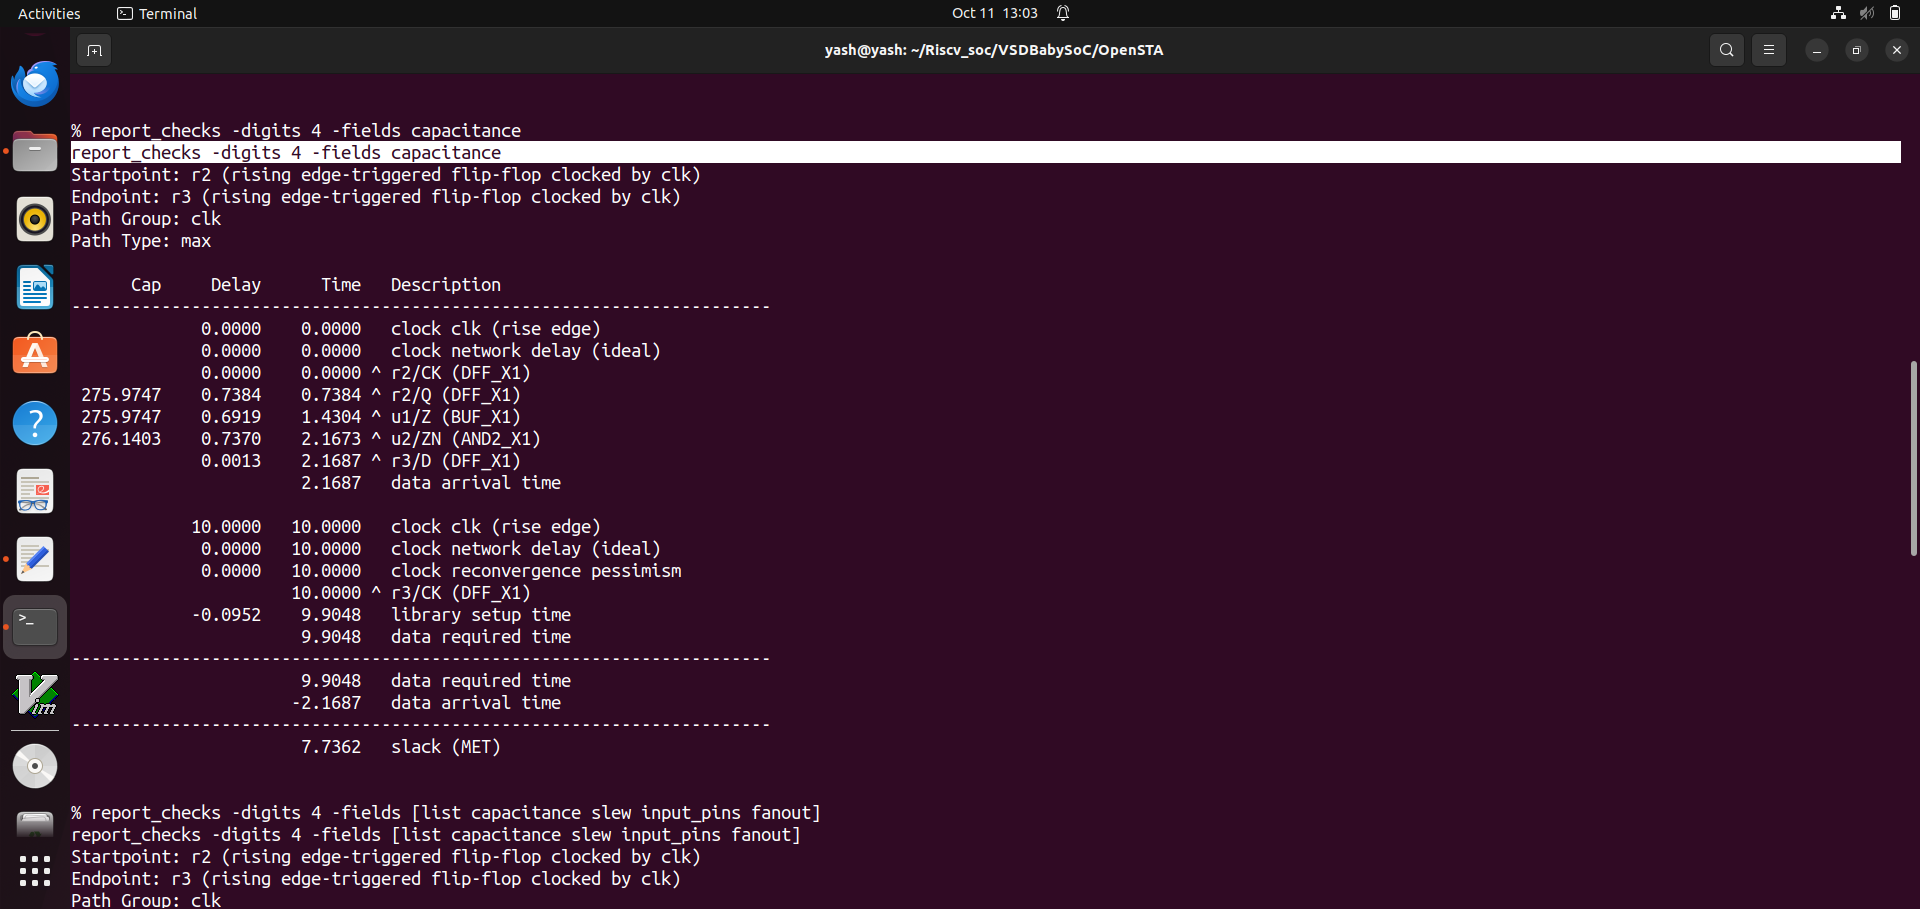 Activities Terminal Oct 11 13:03
yash@yash: ~/Riscv_soc/VSDBabySoC/OpenSTA
% report_checks -digits 4 -fields capacitance
report_checks -digits 4 -fields capacitance
Startpoint: r2 (rising edge-triggered flip-flop clocked by clk)
Endpoint: r3 (rising edge-triggered flip-flop clocked by clk)
Path Group: clk
Path Type: max
      Cap     Delay      Time   Description
----------------------------------------------------------------------
             0.0000    0.0000   clock clk (rise edge)
             0.0000    0.0000   clock network delay (ideal)
             0.0000    0.0000 ^ r2/CK (DFF_X1)
 275.9747    0.7384    0.7384 ^ r2/Q (DFF_X1)
 275.9747    0.6919    1.4304 ^ u1/Z (BUF_X1)
 276.1403    0.7370    2.1673 ^ u2/ZN (AND2_X1)
             0.0013    2.1687 ^ r3/D (DFF_X1)
                       2.1687   data arrival time
            10.0000   10.0000   clock clk (rise edge)
             0.0000   10.0000   clock network delay (ideal)
             0.0000   10.0000   clock reconvergence pessimism
                      10.0000 ^ r3/CK (DFF_X1)
            -0.0952    9.9048   library setup time
                       9.9048   data required time
----------------------------------------------------------------------
                       9.9048   data required time
                      -2.1687   data arrival time
----------------------------------------------------------------------
                       7.7362   slack (MET)
% report_checks -digits 4 -fields [list capacitance slew input_pins fanout]
report_checks -digits 4 -fields [list capacitance slew input_pins fanout]
Startpoint: r2 (rising edge-triggered flip-flop clocked by clk)
Endpoint: r3 (rising edge-triggered flip-flop clocked by clk)
Path Group: clk